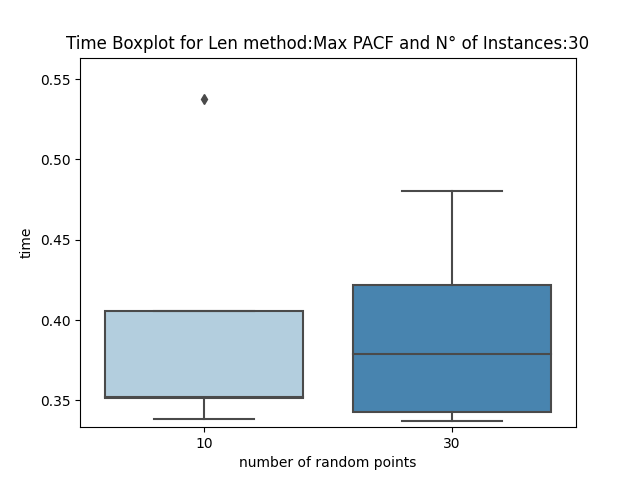 Time Boxplot for Len method:Max PACF and N° of Instances:30
0.55
0.50
0.45
0.40
0.35
time
10
30
number of random points